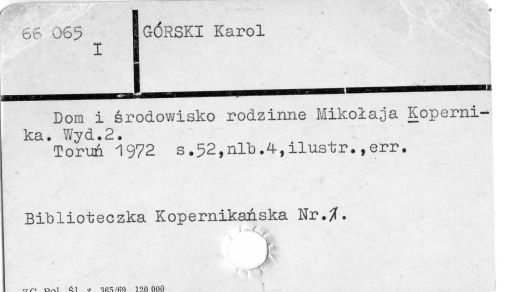 66 065
I
GÓRSKI Karol
Dom i środowisko rodzinne Mikołaja Koperni-
ka. Wyd.2.
Toruń 1972 s.52,nlb.4,ilustr.,err.
Biblioteczka Kopernikańska Nr.1.
ZG Pol. Śl. z. 365/69 120 000